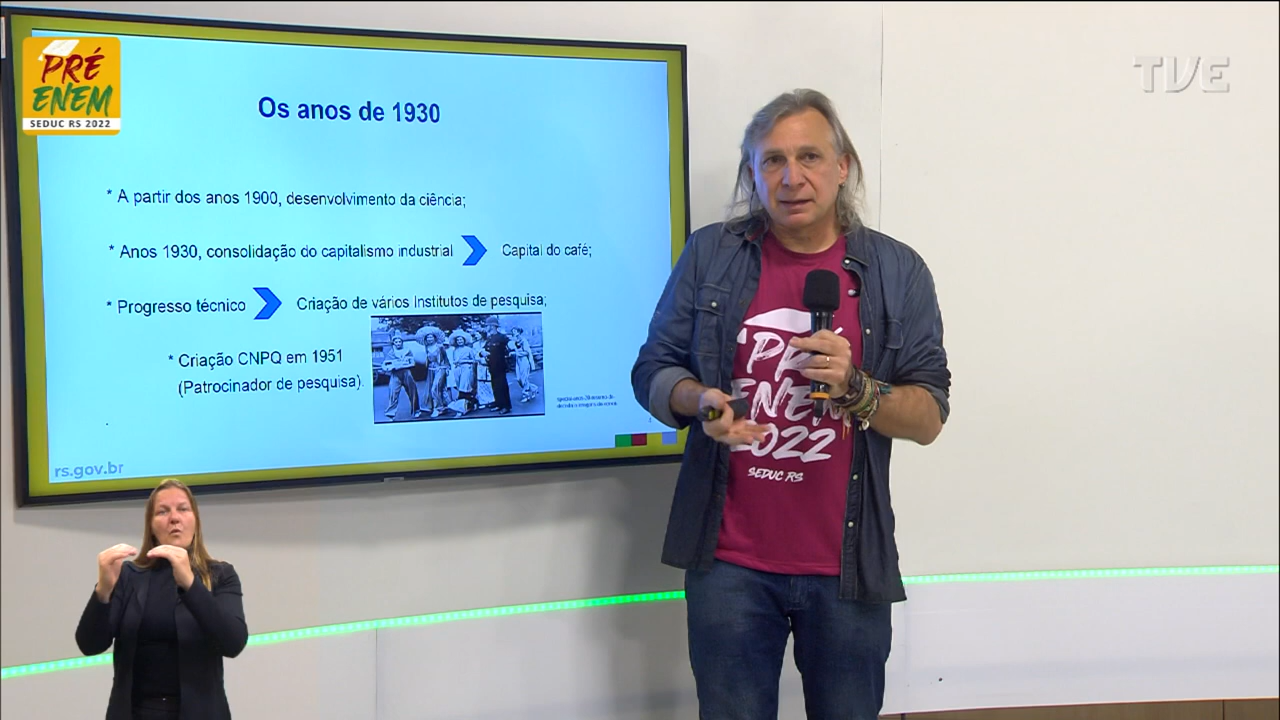 PRÉ
ENEM
SEDUC RS 2022
TVE
Os anos de 1930
* A partir dos anos 1900, desenvolvimento da ciência;
* Anos 1930, consolidação do capitalismo industrial Capital do café;
* Progresso técnico Criação de vários Institutos de pesquisa;
* Criação CNPQ em 1951
(Patrocinador de pesquisa).
rs.gov.br
PRÉ
ENEM
2022
SEDUC RS